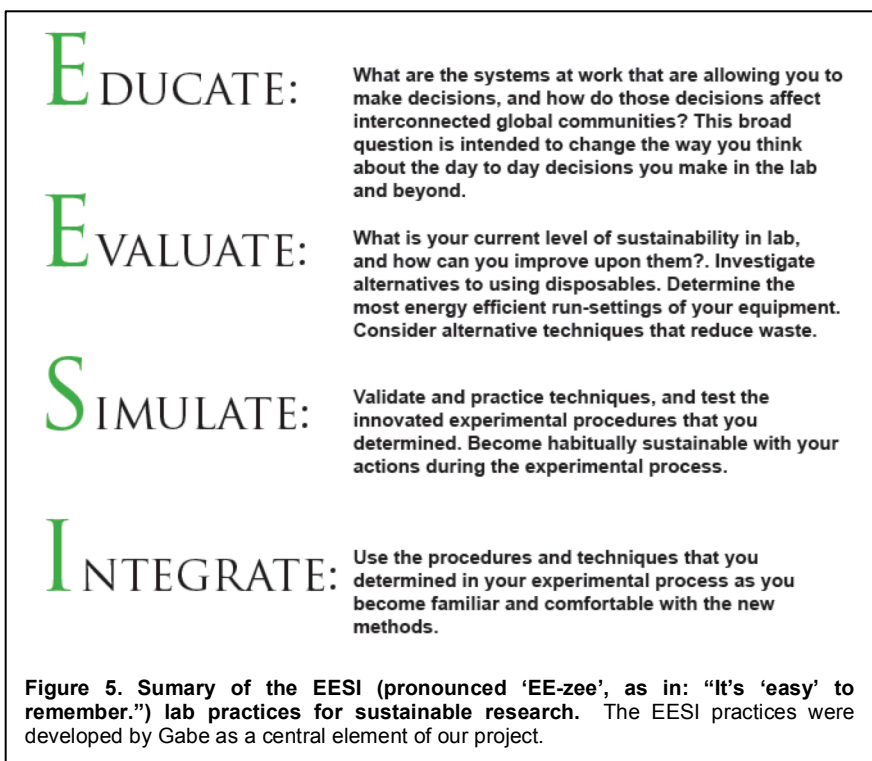 EDUCATE:
What are the systems at work that are allowing you to
make decisions, and how do those decisions affect
interconnected global communities? This broad
question is intended to change the way you think
about the day to day decisions you make in the lab
and beyond.
EVALUATE:
What is your current level of sustainability in lab,
and how can you improve upon them?. Investigate
alternatives to using disposables. Determine the
most energy efficient run-settings of your equipment.
Consider alternative techniques that reduce waste.
SIMULATE:
Validate and practice techniques, and test the
innovated experimental procedures that you
determined. Become habitually sustainable with your
actions during the experimental process.
INTEGRATE:
Use the procedures and techniques that you
determined in your experimental process as you
become familiar and comfortable with the new
methods.
Figure 5. Sumary of the EESI (pronounced ‘EE-zee’, as in: “It’s ‘easy’ to
remember.”) lab practices for sustainable research. The EESI practices were
developed by Gabe as a central element of our project.